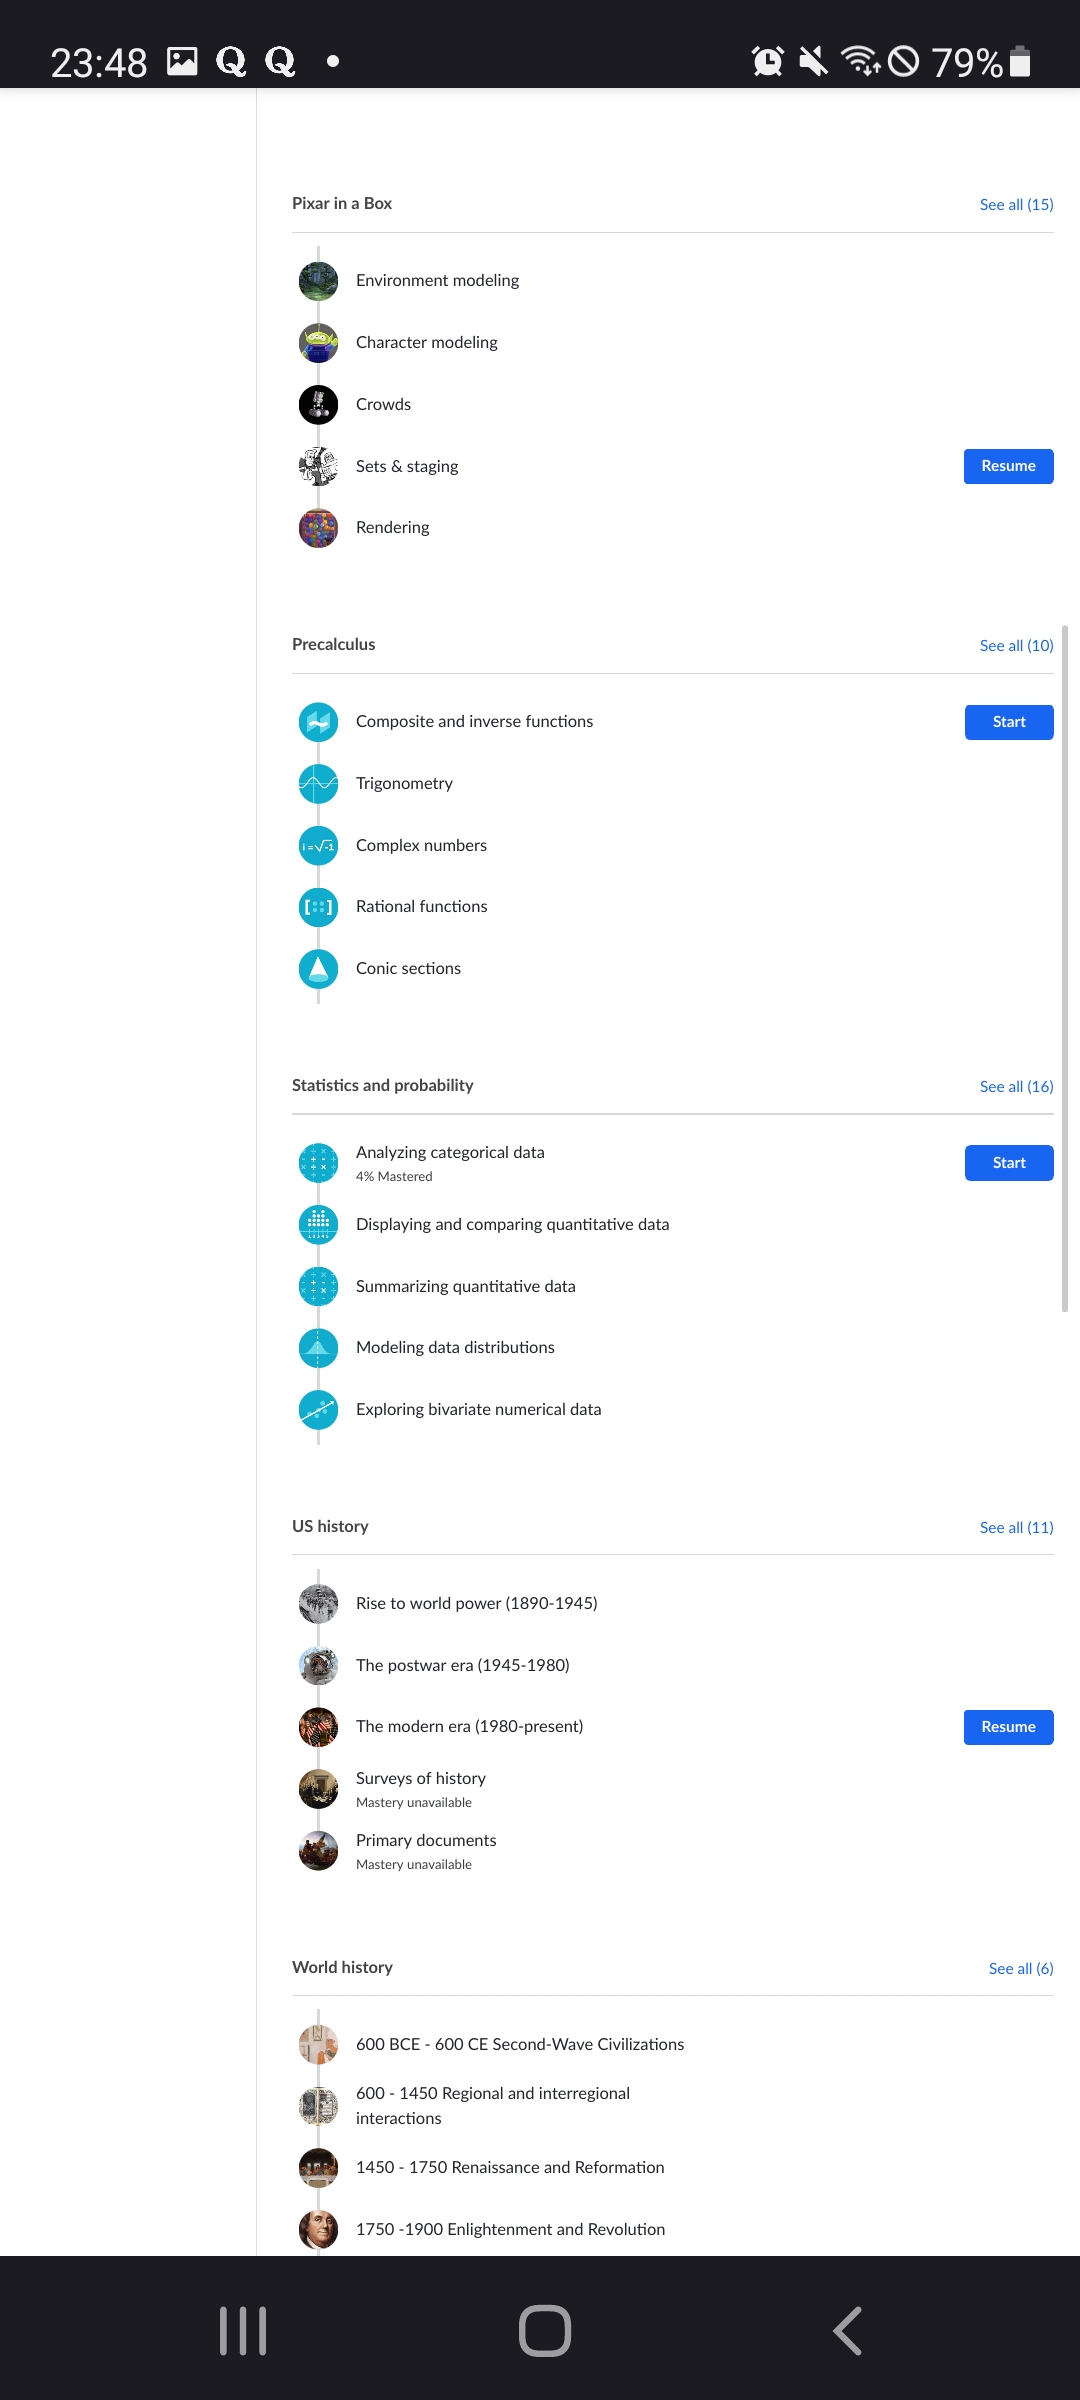 23:48
79%
Pixar in a Box
See all (15)
Environment modeling
Character modeling
Crowds
Sets & staging
Resume
Rendering
Precalculus
See all (10)
Composite and inverse functions
Start
Trigonometry
i=√-1
Complex numbers
Rational functions
Conic sections
Statistics and probability
See all (16)
Analyzing categorical data
4% Mastered
Start
Displaying and comparing quantitative data
Summarizing quantitative data
Modeling data distributions
Exploring bivariate numerical data
US history
See all (11)
Rise to world power (1890-1945)
The postwar era (1945-1980)
The modern era (1980-present)
Resume
Surveys of history
Mastery unavailable
Primary documents
Mastery unavailable
World history
See all (6)
600 BCE - 600 CE Second-Wave Civilizations
600 - 1450 Regional and interregional
interactions
1450 - 1750 Renaissance and Reformation
1750 -1900 Enlightenment and Revolution